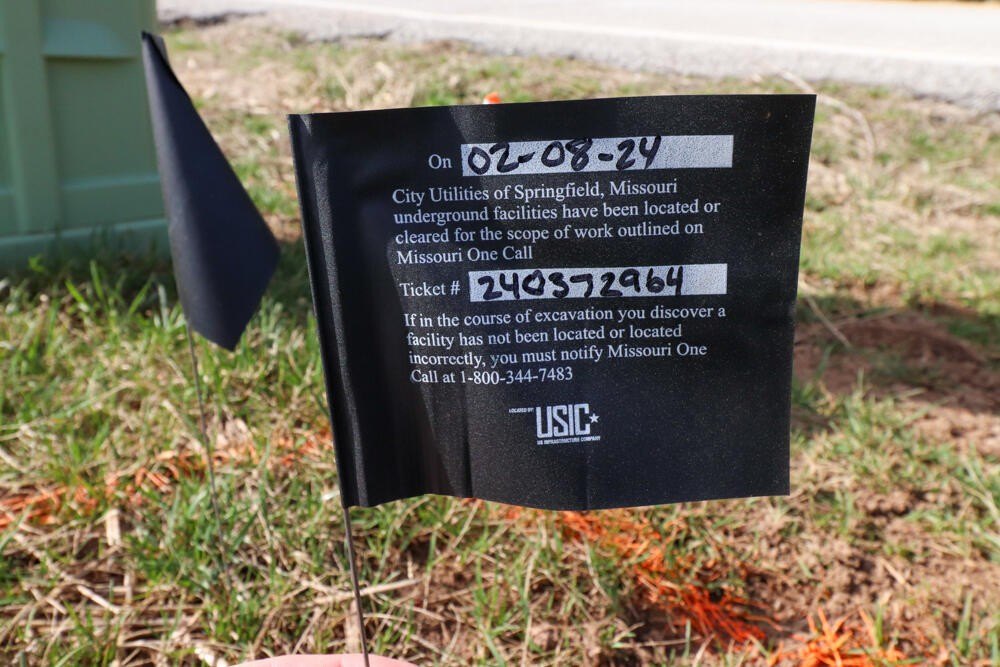 On 02-08-24
City Utilities of Springfield, Missouri
underground facilities have been located or
cleared for the scope of work outlined on
Missouri One Call
Ticket # 240372964
If in the course of excavation you discover a
facility has not been located or located
incorrectly, you must notify Missouri One
Call at 1-800-344-7483
LOCATED BY:
USIC
US INFRASTRUCTURE COMPANY